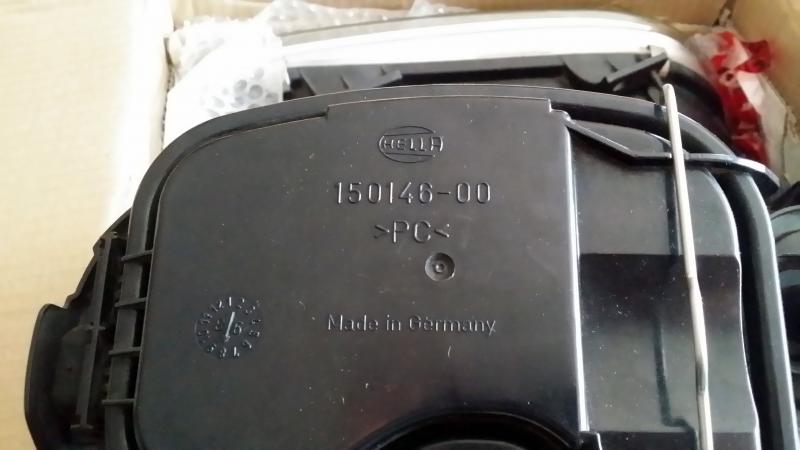 HELLA
150146-00
>PC<
Made in Germany